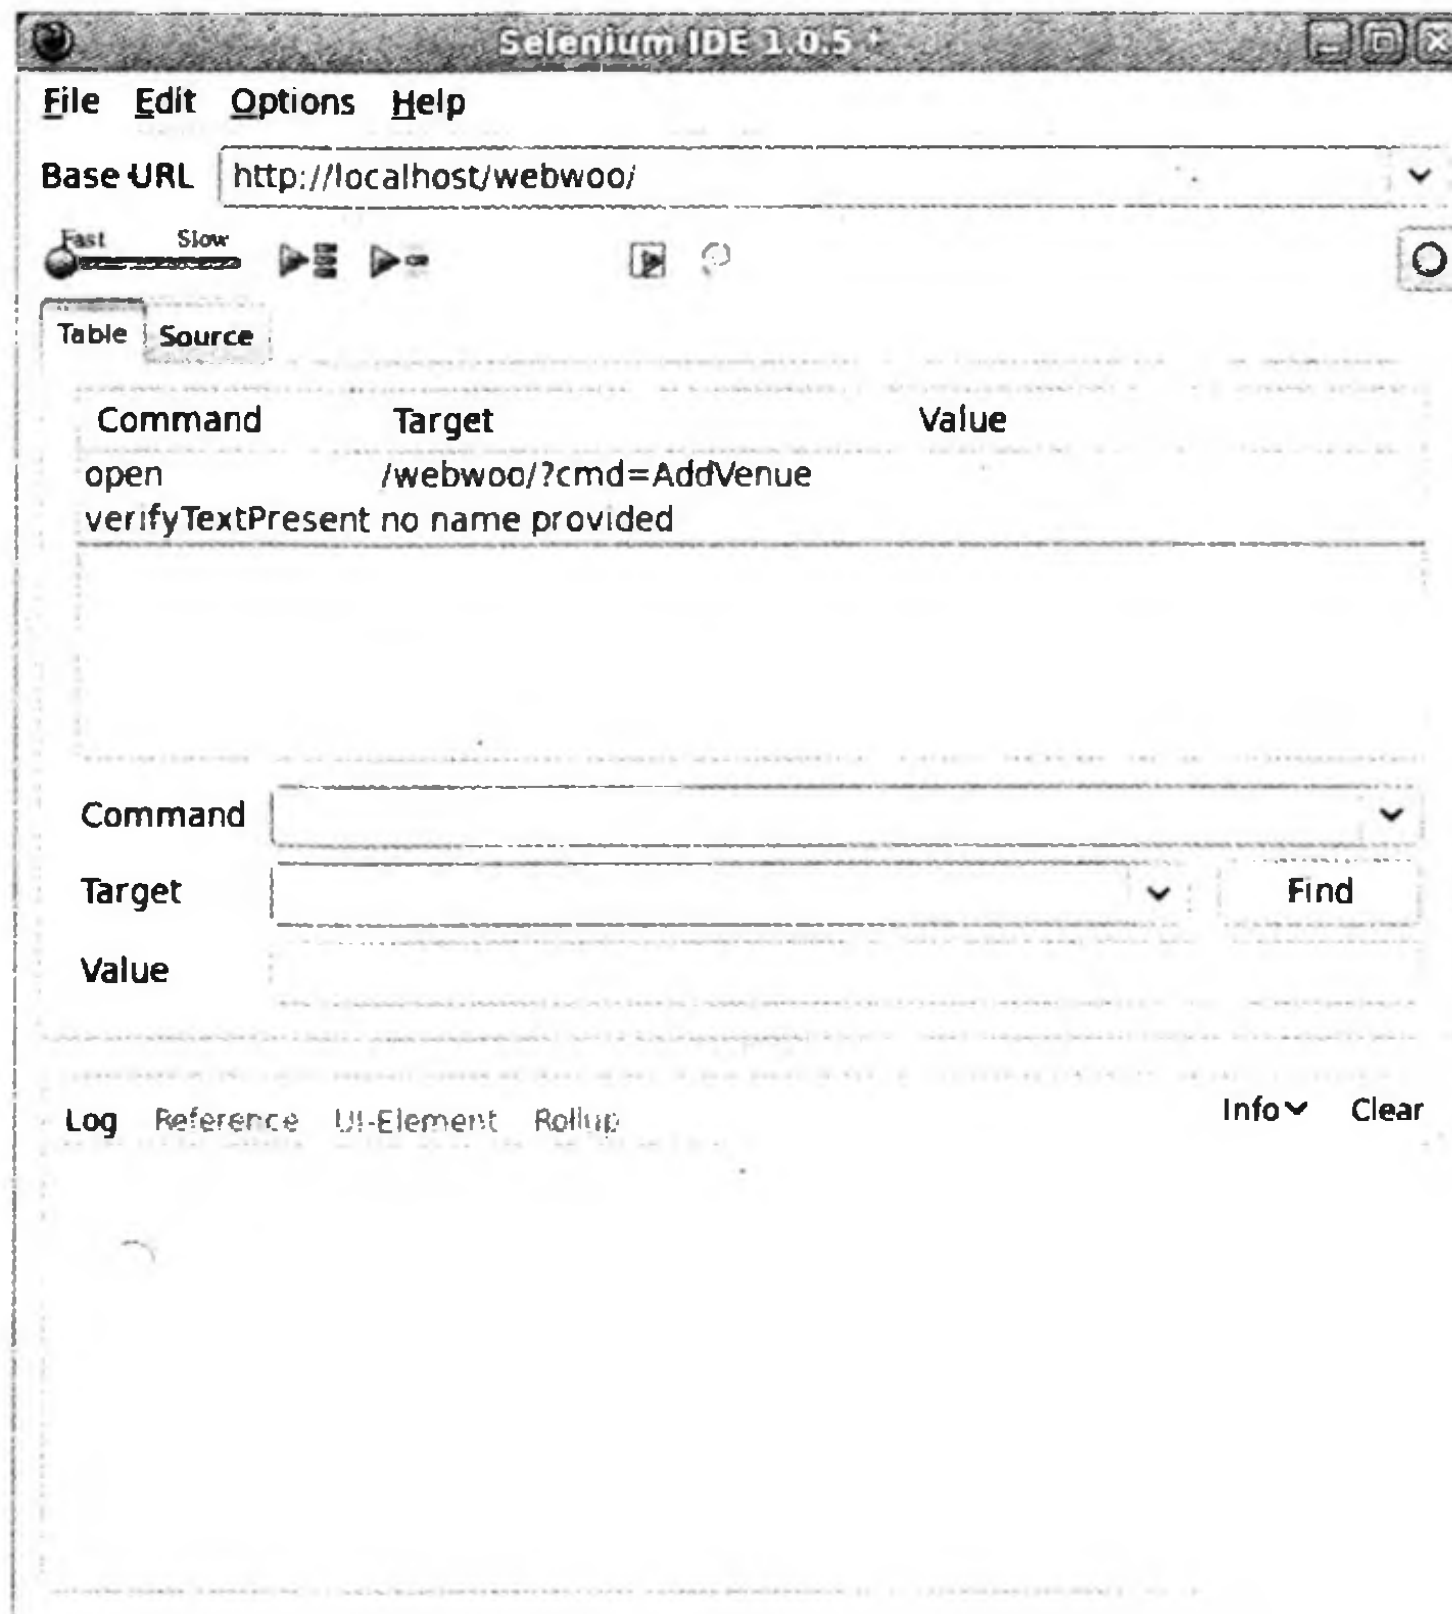 Selenium IDE 1.0.5 *
File Edit Options Help
Base URL http://localhost/webwoo/
Fast Slow
Table Source
Command Target Value
open /webwoo/?cmd=AddVenue
verifyTextPresent no name provided
Command
Target Find
Value
Log Reference UI-Element Rollup Info Clear